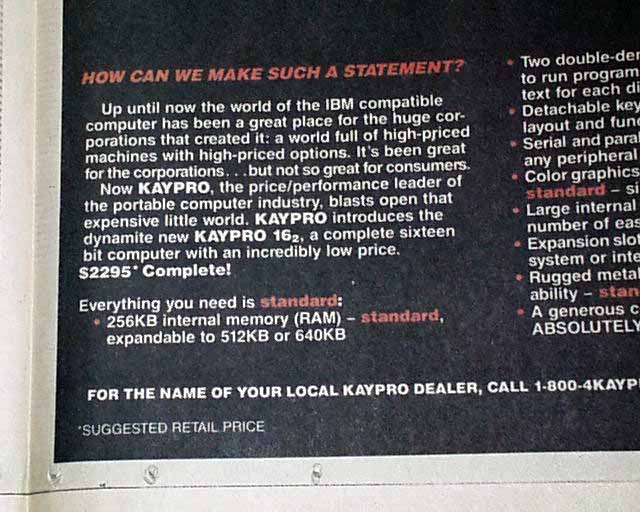 HOW CAN WE MAKE SUCH A STATEMENT?
Up until now the world of the IBM compatible
computer has been a great place for the huge cor-
porations that created it: a world full of high-priced
machines with high-priced options. It's been great
for the corporations...but not so great for consumers.
Now KAYPRO, the price/performance leader of
the portable computer industry, blasts open that
expensive little world. KAYPRO introduces the
dynamite new KAYPRO 16₂, a complete sixteen
bit computer with an incredibly low price.
$2295* Complete!
Everything you need is standard:
• 256KB internal memory (RAM) – standard,
expandable to 512KB or 640KB
• Two double-der
to run program
text for each di
• Detachable key
layout and func
• Serial and paral
any peripheral
• Color graphics
standard – s
• Large internal
number of eas
• Expansion slo
system or inte
• Rugged metal
ability – stan
• A generous c
ABSOLUTELY
FOR THE NAME OF YOUR LOCAL KAYPRO DEALER, CALL 1-800-4KAYP
*SUGGESTED RETAIL PRICE